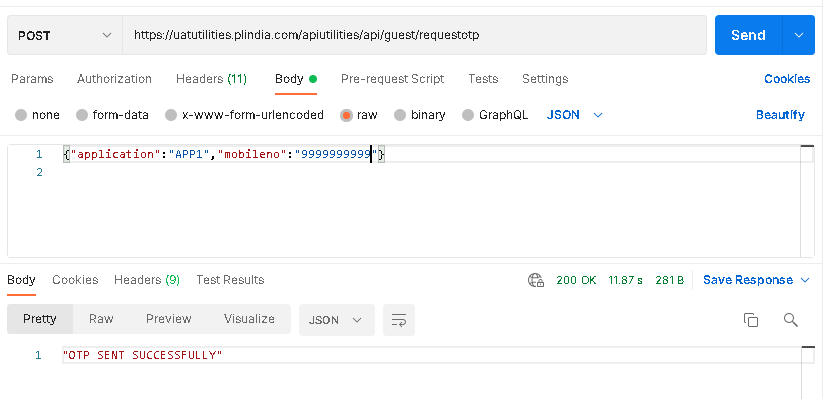 POST https://uatutilities.plindia.com/apiutilities/api/guest/requestotp Send
Params Authorization Headers (11) Body Pre-request Script Tests Settings Cookies
none form-data x-www-form-urlencoded raw binary GraphQL JSON Beautify
1 {"application":"APP1","mobileno":"9999999999"}
2
Body Cookies Headers (9) Test Results 200 OK 11.87 s 281 B Save Response
Pretty Raw Preview Visualize JSON
1 "OTP SENT SUCCESSFULLY"